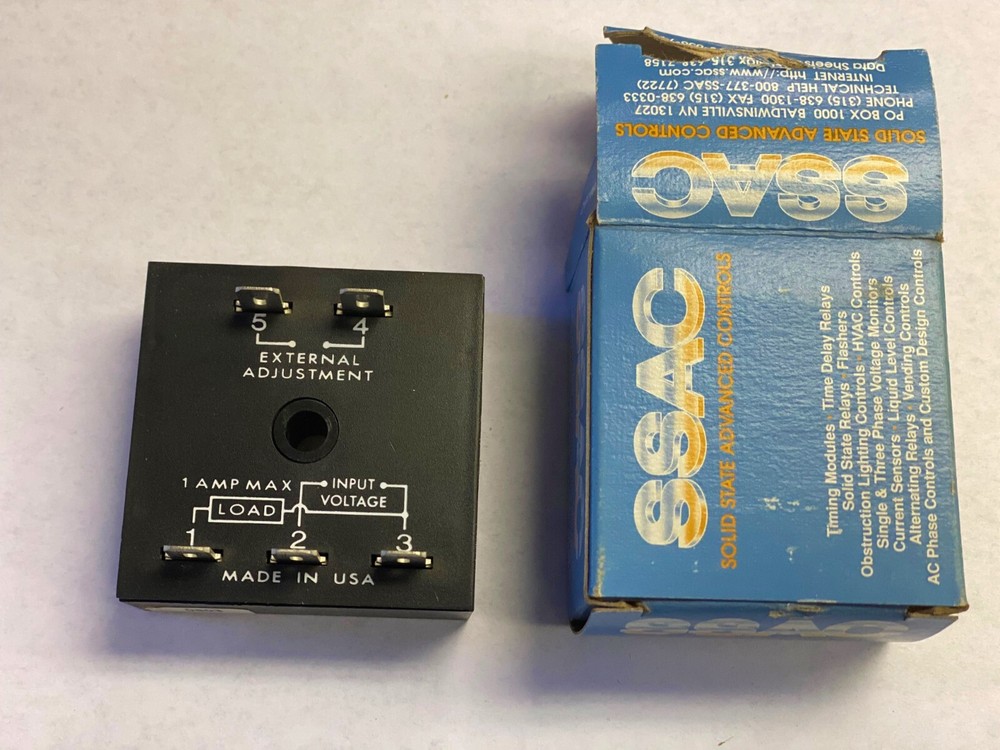 5 4
EXTERNAL
ADJUSTMENT
1 AMP MAX
INPUT
VOLTAGE
LOAD
1 2 3
MADE IN USA
INTERNET http://www.ssac.com
TECHNICAL HELP 800-377-SSAC (7722)
PHONE (315) 638-1300 FAX (315) 638-0333
PO BOX 1000 BALDWINSVILLE NY 13027
SOLID STATE ADVANCED CONTROLS
SSAC
SSAC
SOLID STATE ADVANCED CONTROLS
Timing Modules · Time Delay Relays
Solid State Relays · Flashers
Obstruction Lighting Controls · HVAC Controls
Single & Three Phase Voltage Monitors
Current Sensors · Liquid Level Controls
Alternating Relays · Vending Controls
AC Phase Controls and Custom Design Controls
SSAC